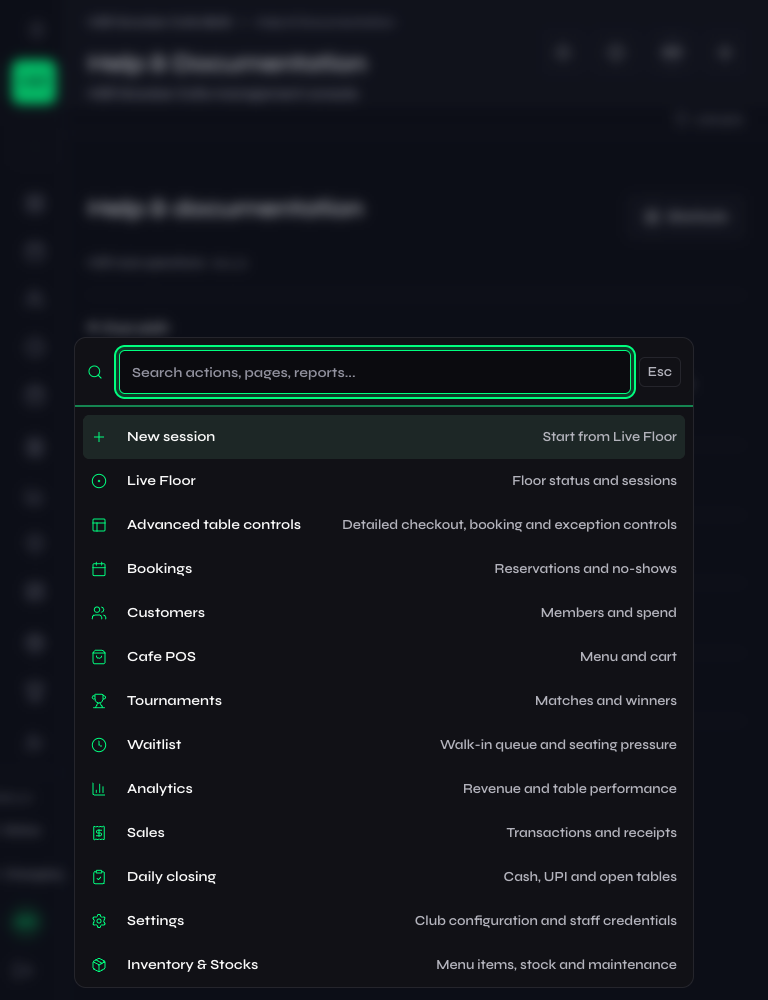 Help & Documentation
Help & documentation
Search actions, pages, reports...
Esc
New session
Start from Live Floor
Live Floor
Floor status and sessions
Advanced table controls
Detailed checkout, booking and exception controls
Bookings
Reservations and no-shows
Customers
Members and spend
Cafe POS
Menu and cart
Tournaments
Matches and winners
Waitlist
Walk-in queue and seating pressure
Analytics
Revenue and table performance
Sales
Transactions and receipts
Daily closing
Cash, UPI and open tables
Settings
Club configuration and staff credentials
Inventory & Stocks
Menu items, stock and maintenance